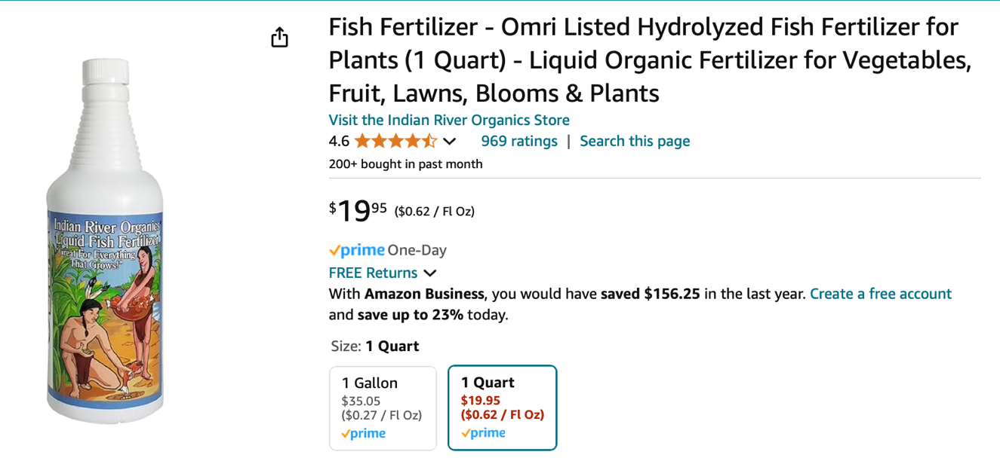 Fish Fertilizer - Omri Listed Hydrolyzed Fish Fertilizer for
Plants (1 Quart) - Liquid Organic Fertilizer for Vegetables,
Fruit, Lawns, Blooms & Plants
Visit the Indian River Organics Store
4.6 969 ratings | Search this page
200+ bought in past month
$19.95 ($0.62 / Fl Oz)
prime One-Day
FREE Returns
With Amazon Business, you would have saved $156.25 in the last year. Create a free account
and save up to 23% today.
Size: 1 Quart
1 Gallon
$35.05
($0.27 / Fl Oz)
prime
1 Quart
$19.95
($0.62 / Fl Oz)
prime
Indian River Organics
Liquid Fish Fertilizer
"Great For Everything
That Grows!"